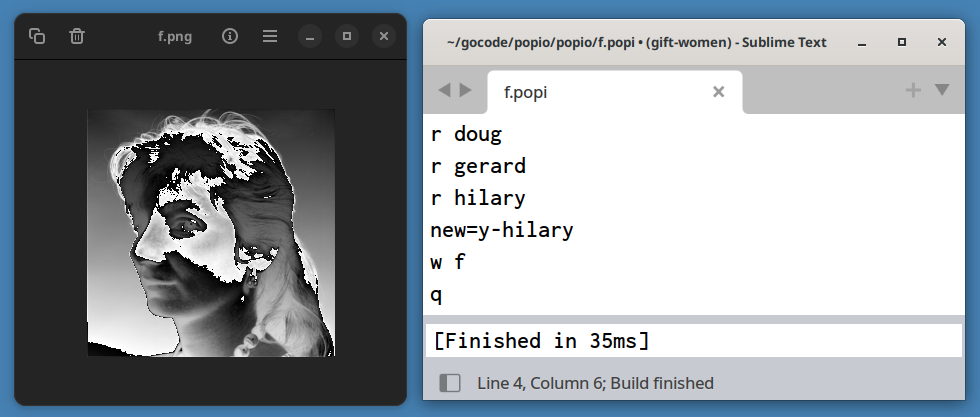 f.png
~/gocode/popio/popio/f.popi • (gift-women) - Sublime Text
f.popi
r doug
r gerard
r hilary
new=y-hilary
w f
q
[Finished in 35ms]
Line 4, Column 6; Build finished